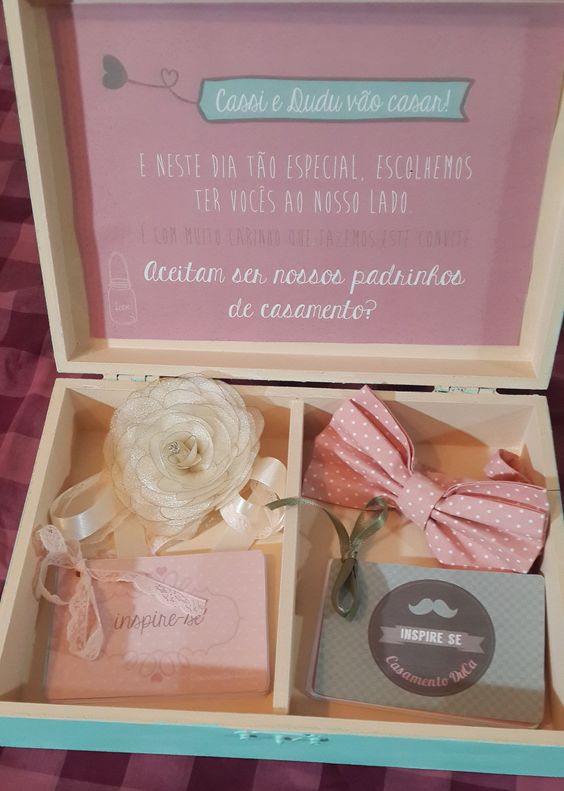 Cassi e Dudu vão casar!
E NESTE DIA TÃO ESPECIAL, ESCOLHEMOS
TER VOCÊS AO NOSSO LADO.
É COM MUITO CARINHO QUE FAZEMOS ESTE CONVITE
Aceitam ser nossos padrinhos
de casamento?
Love
inspire-se
INSPIRE SE
Casamento DuCa